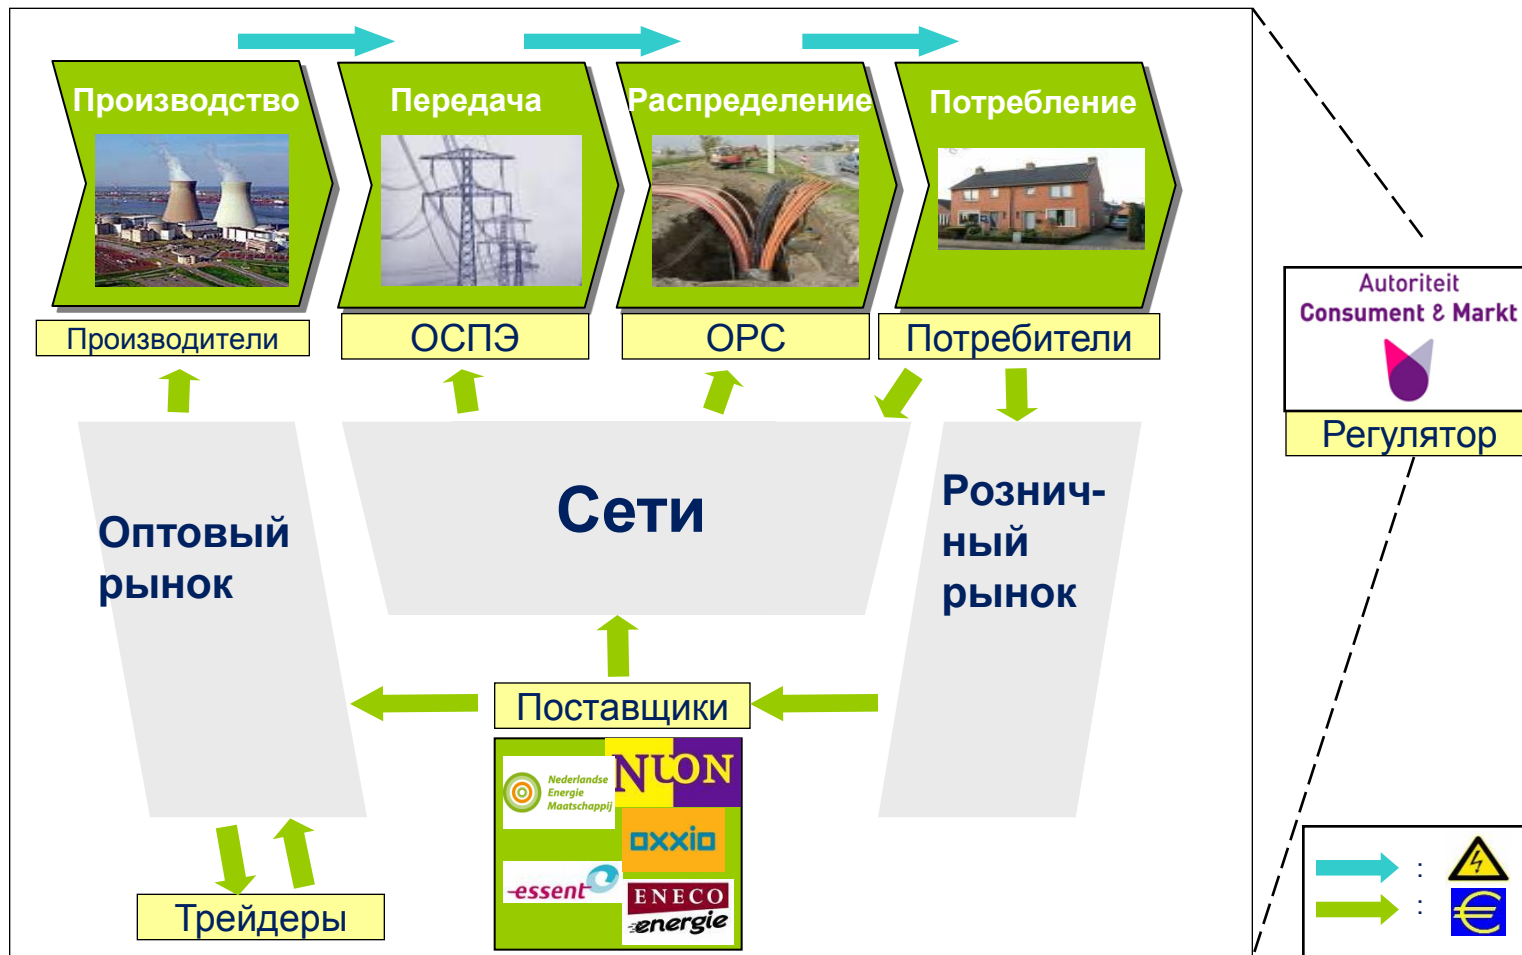 Производство
Передача
Распределение
Потребление
Производители
ОСПЭ
ОРС
Потребители
Autoriteit
Consument & Markt
Регулятор
Оптовый
рынок
Сети
Рознич-
ный
рынок
Поставщики
Nederlandse
Energie
Maatschappij
NUON
oxxio
essent
ENECO
energie
Трейдеры
:
:
€